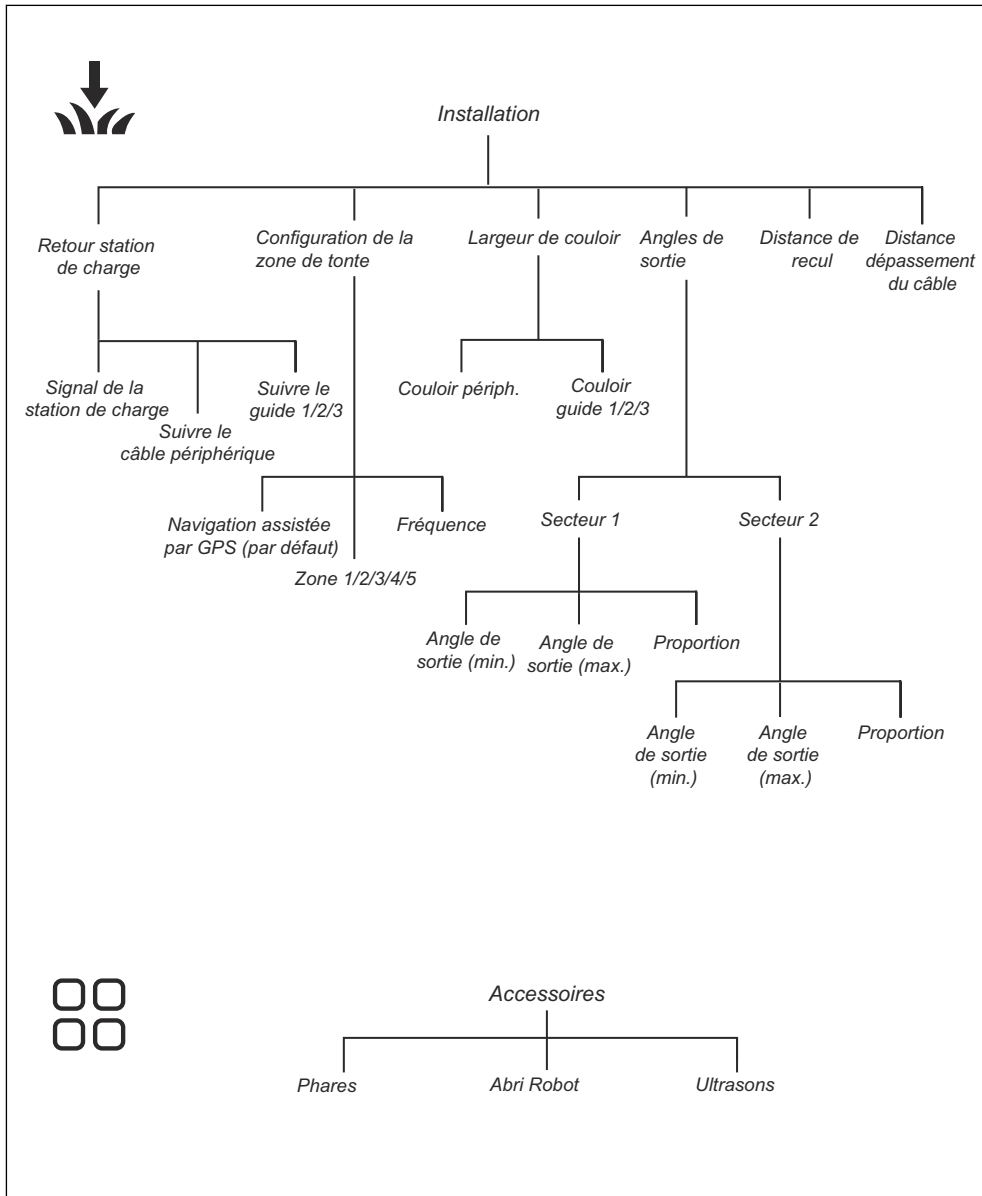 Installation
Retour station
de charge
Configuration de la
zone de tonte
Largeur de couloir
Angles de
sortie
Distance de
recul
Distance
dépassement
du câble
Signal de la
station de charge
Suivre le
câble périphérique
Suivre le
guide 1/2/3
Couloir périph.
Couloir
guide 1/2/3
Navigation assistée
par GPS (par défaut)
Zone 1/2/3/4/5
Fréquence
Secteur 1
Secteur 2
Angle de
sortie (min.)
Angle de
sortie (max.)
Proportion
Angle
de sortie
(min.)
Angle
de sortie
(max.)
Proportion
Accessoires
Phares
Abri Robot
Ultrasons